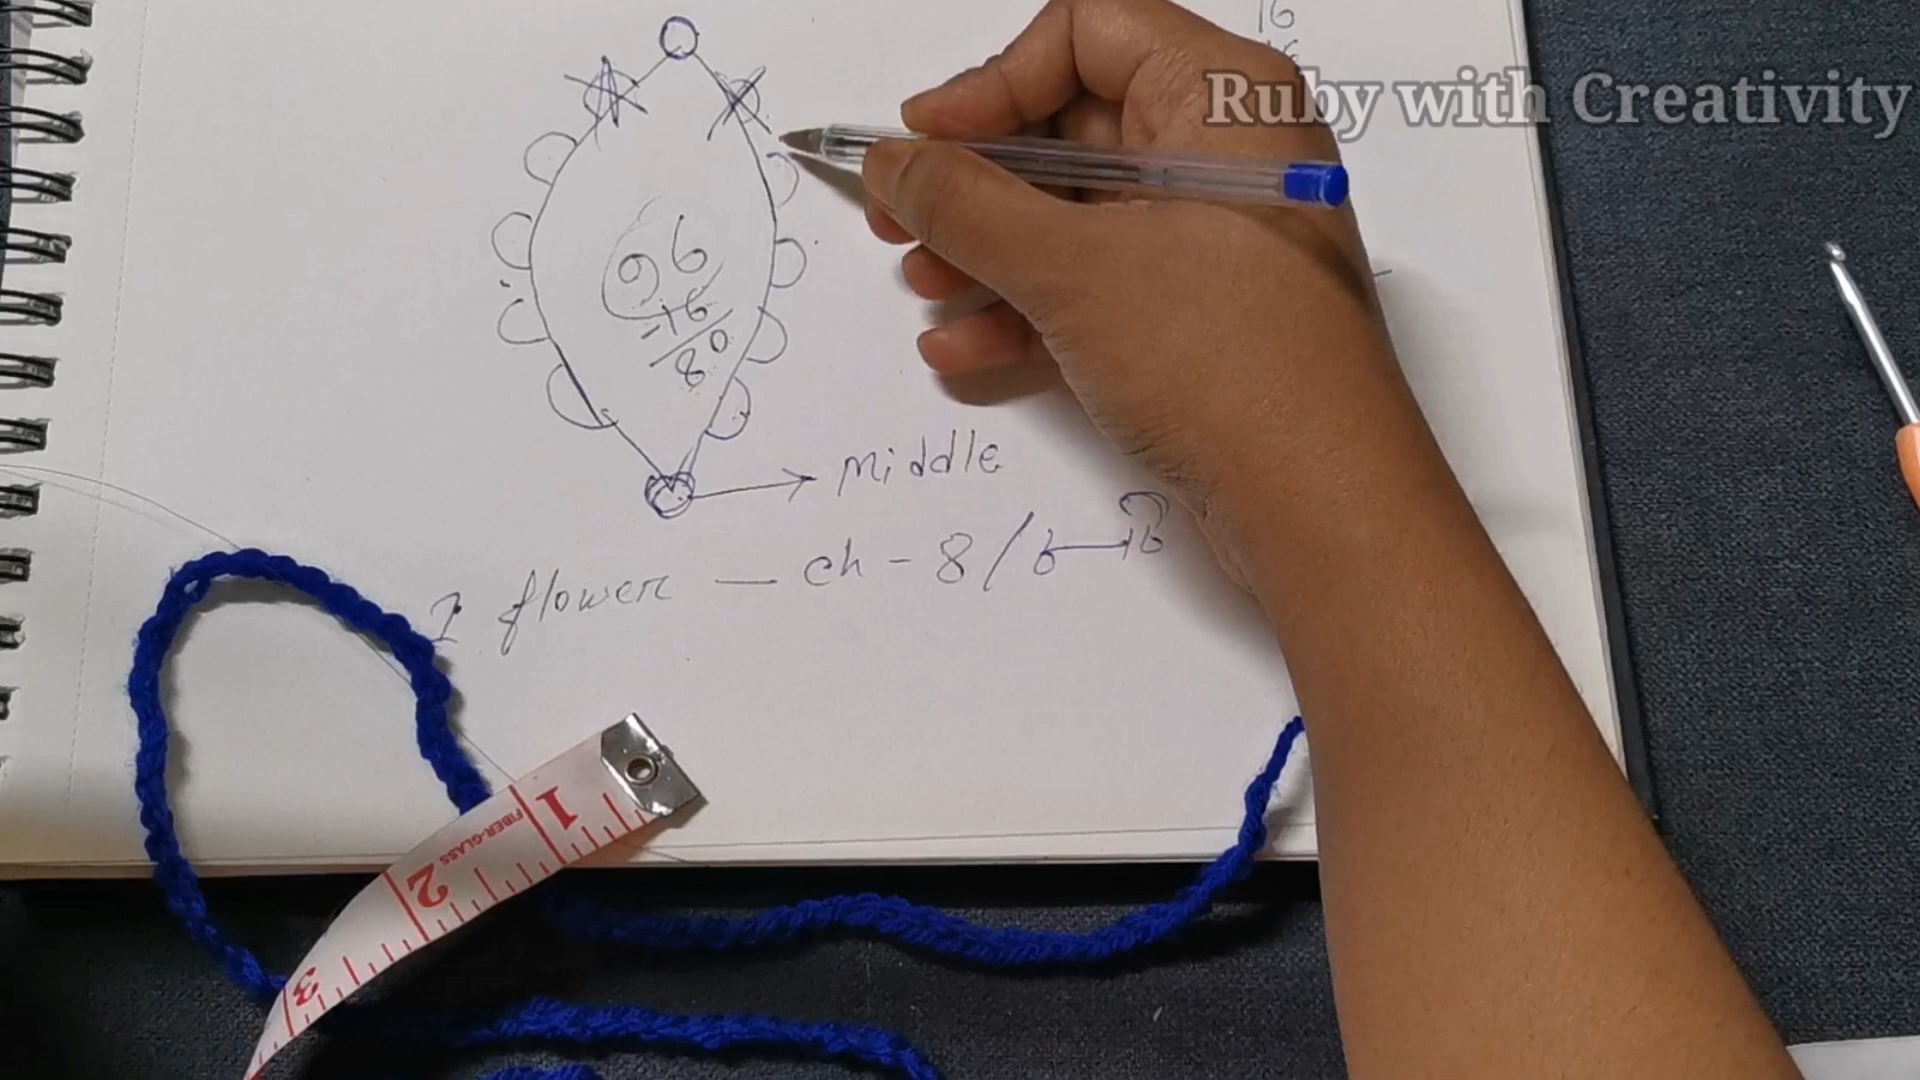 16
Ruby with Creativity
96
-16
80
middle
1 flower — ch - 8 / 6 — 16
FIBER-GLASS
1
2
3